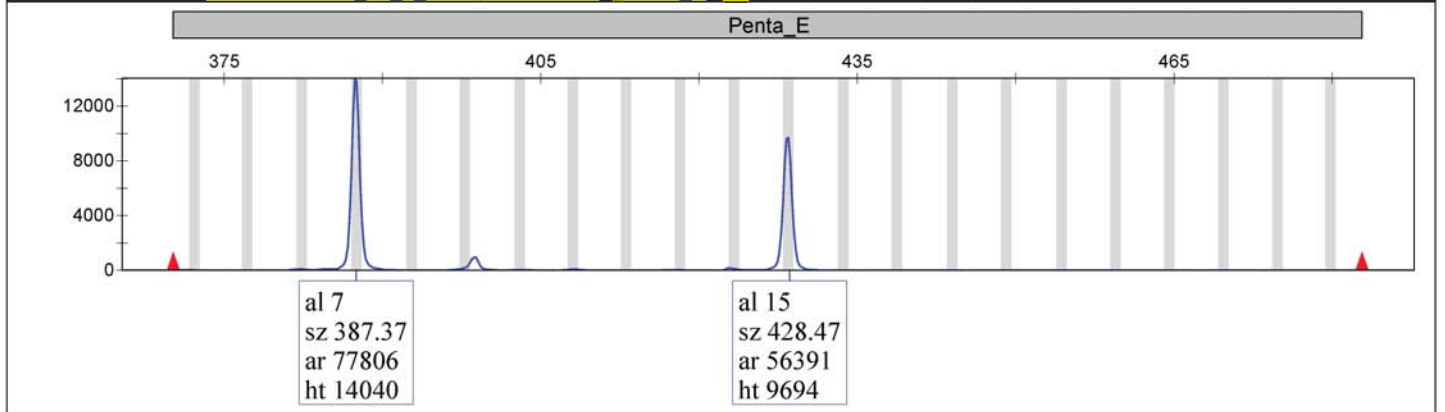 Penta_E
375 405 435 465
12000
8000
4000
0
al 7
sz 387.37
ar 77806
ht 14040
al 15
sz 428.47
ar 56391
ht 9694